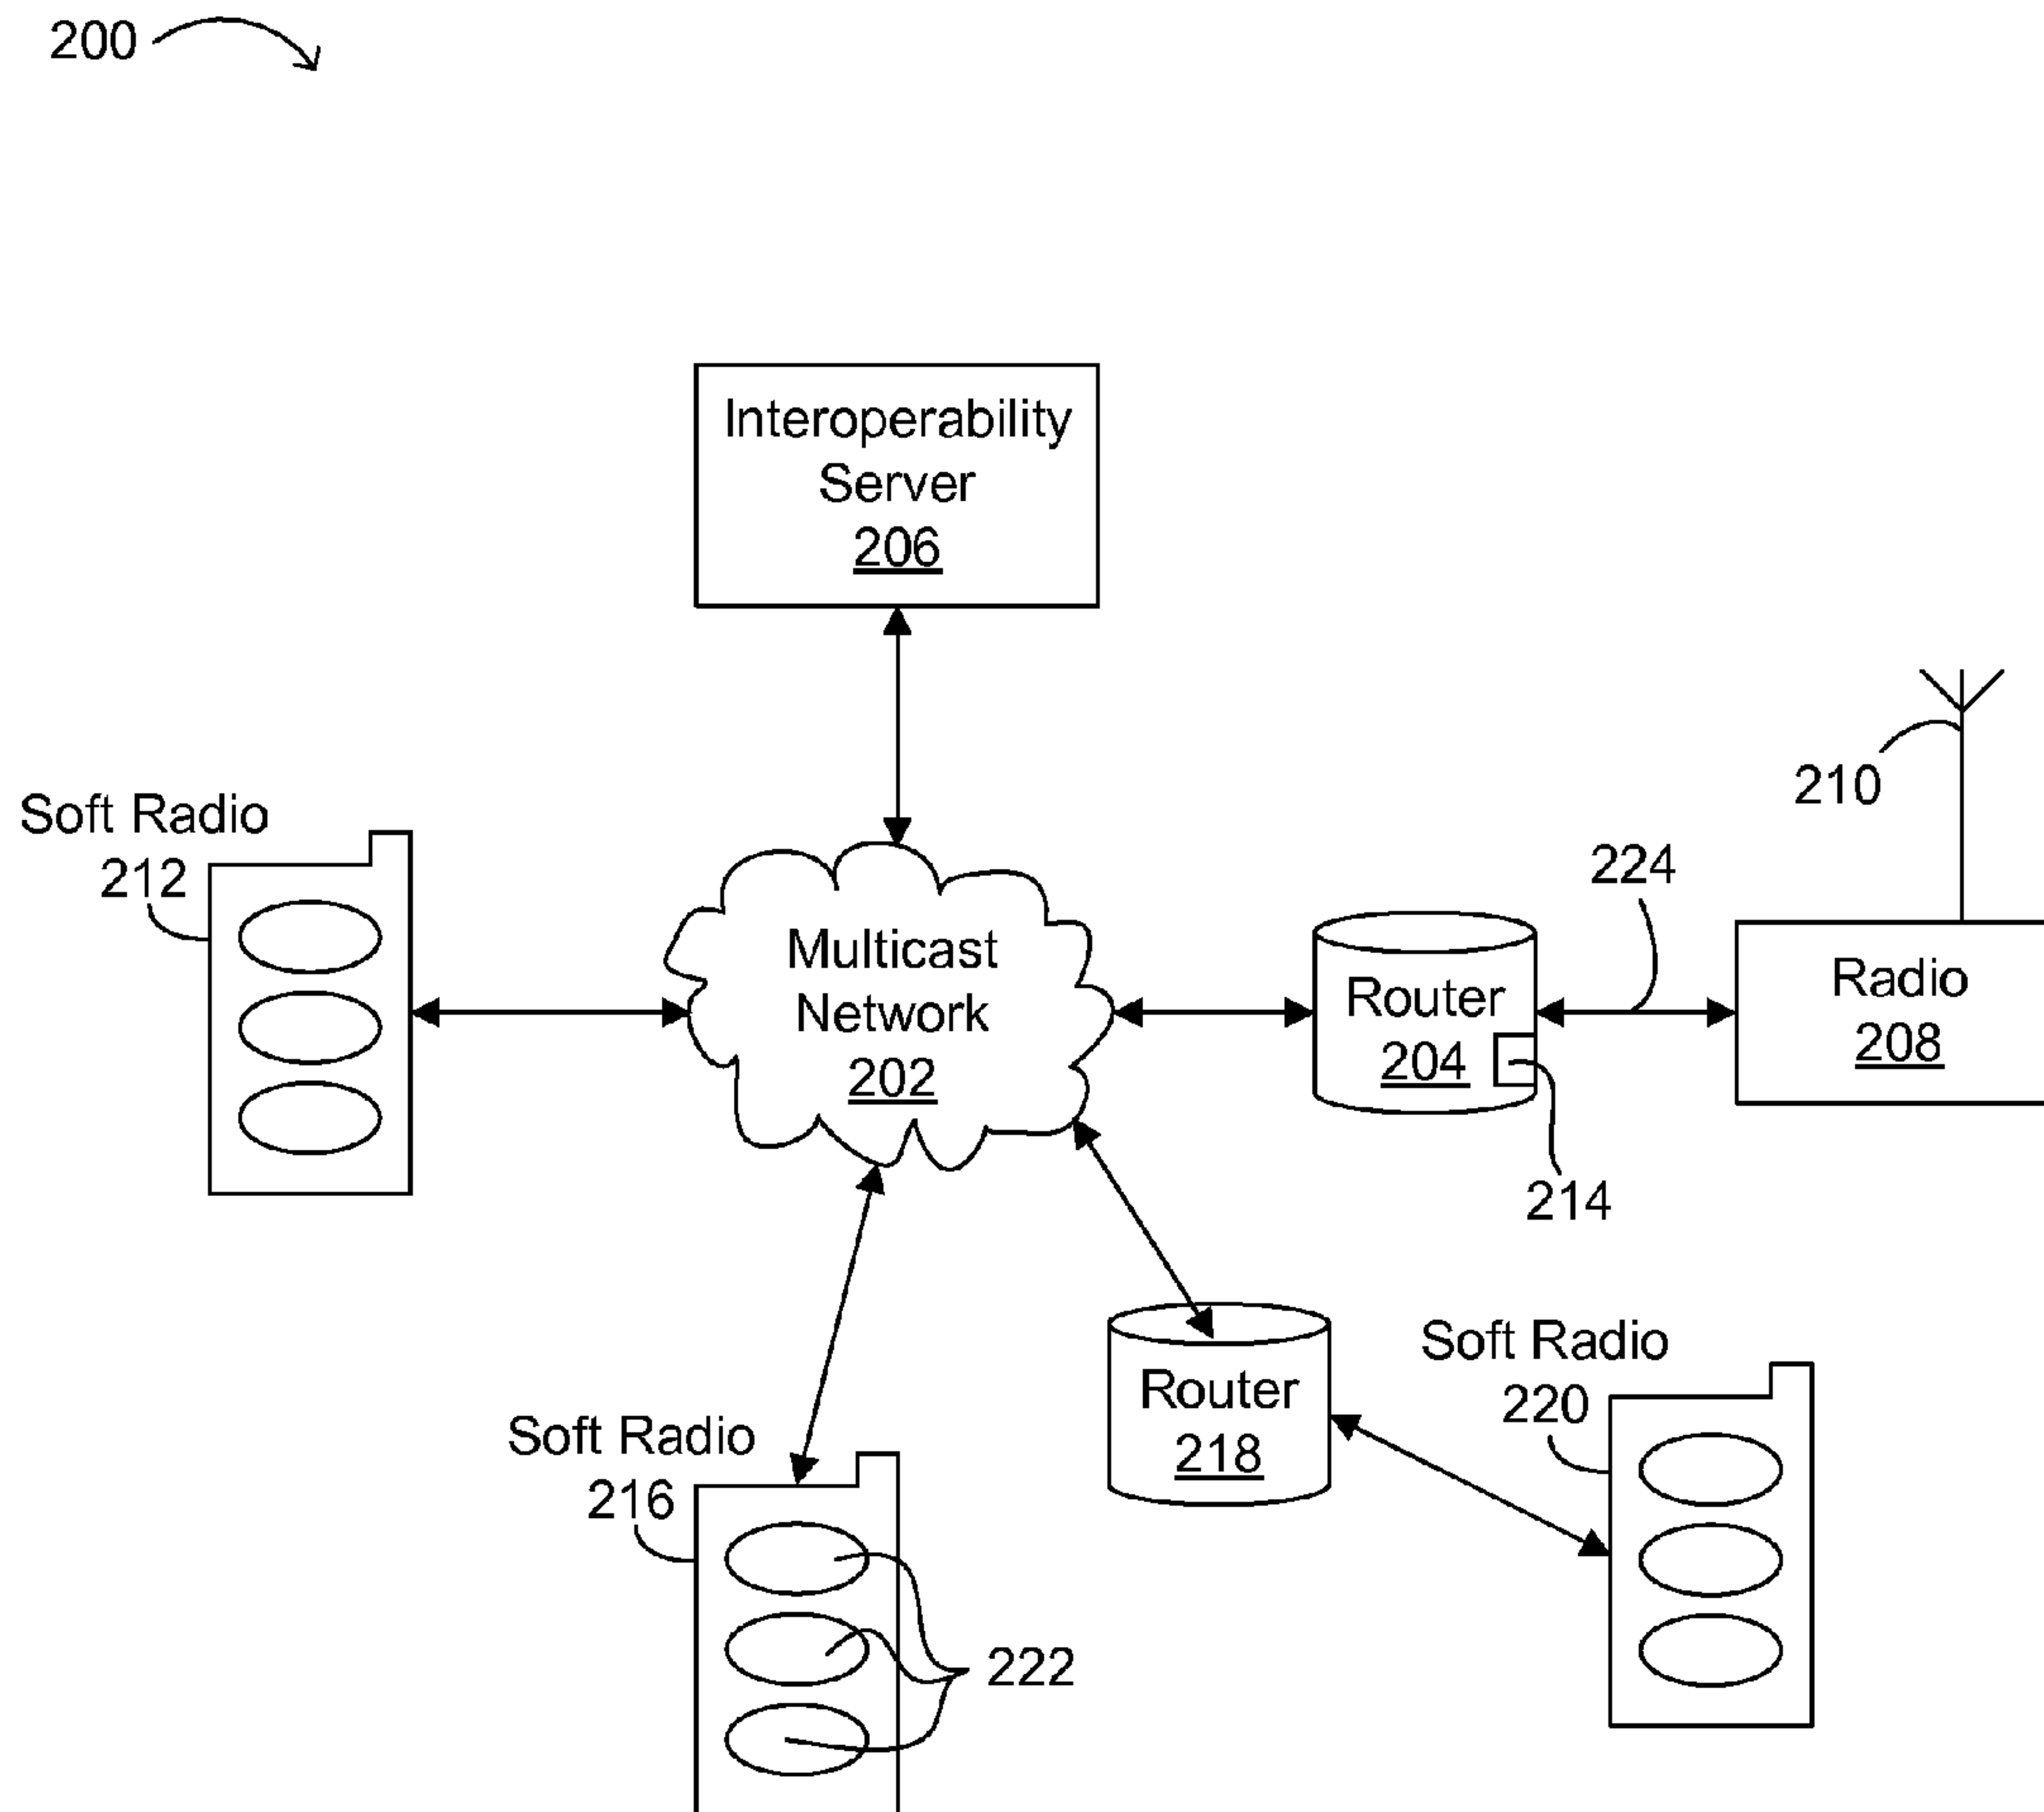 200
Interoperability
Server
206
210
Soft Radio
212
224
Multicast
Network
202
Router
204
Radio
208
214
Router
218
Soft Radio
220
Soft Radio
216
222